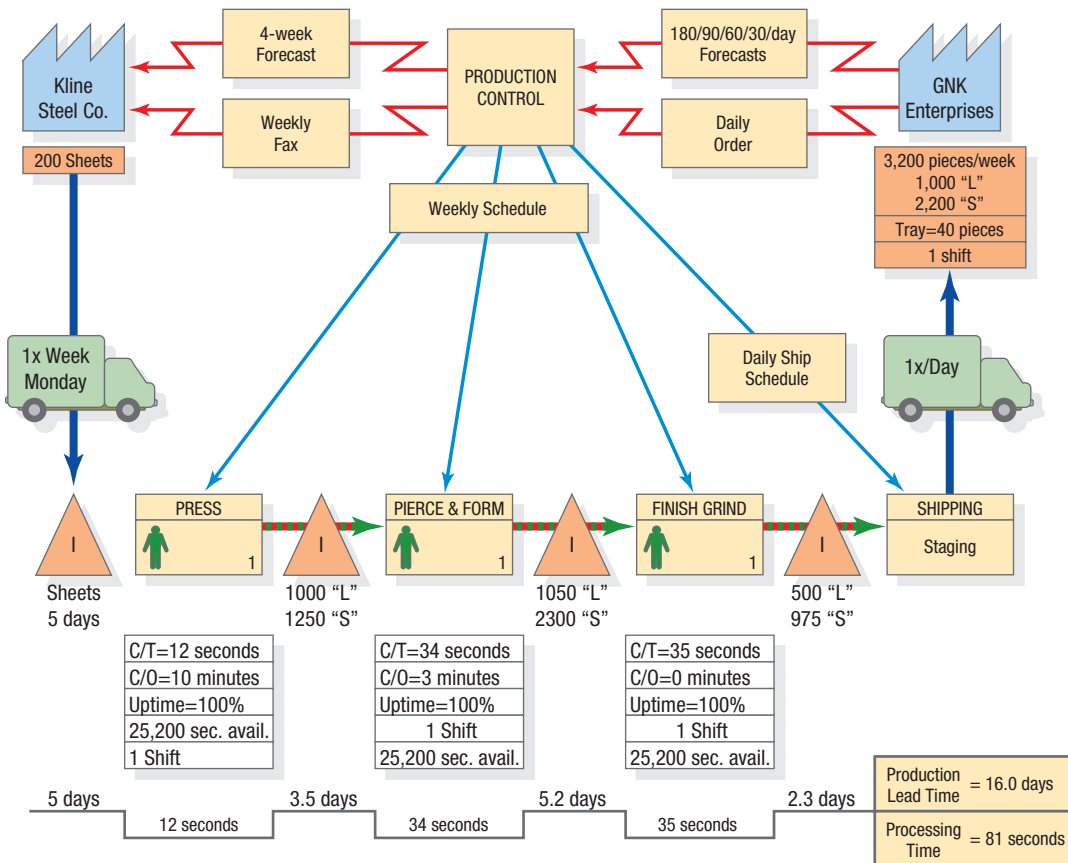 4-week
Forecast
180/90/60/30/day
Forecasts
Kline
Steel Co.
PRODUCTION
CONTROL
GNK
Enterprises
Weekly
Fax
Daily
Order
200 Sheets
3,200 pieces/week
1,000 “L”
2,200 “S”
Tray=40 pieces
1 shift
Weekly Schedule
1x Week
Monday
Daily Ship
Schedule
1x/Day
I
Sheets
5 days
PRESS
1
I
1000 “L”
1250 “S”
PIERCE & FORM
1
I
1050 “L”
2300 “S”
FINISH GRIND
1
I
500 “L”
975 “S”
SHIPPING
Staging
C/T=12 seconds
C/O=10 minutes
Uptime=100%
25,200 sec. avail.
1 Shift
C/T=34 seconds
C/O=3 minutes
Uptime=100%
1 Shift
25,200 sec. avail.
C/T=35 seconds
C/O=0 minutes
Uptime=100%
1 Shift
25,200 sec. avail.
5 days
12 seconds
3.5 days
34 seconds
5.2 days
35 seconds
2.3 days
Production
Lead Time = 16.0 days
Processing
Time = 81 seconds